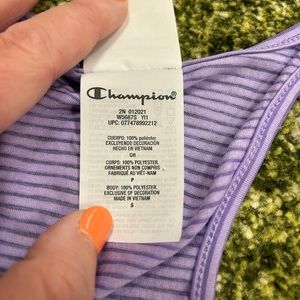 Champion
2N 012021
W5687S YI1
UPC: 077478992212
CUERPO: 100% poliéster.
EXCLUYENDO DECORACIÓN
HECHO EN VIETNAM
CH
CORPS: 100% POLYESTER.
ORNEMENTS NON COMPRIS
FABRIQUÉ AU VIÊT-NAM
P
BODY: 100% POLYESTER.
EXCLUSIVE OF DECORATION
MADE IN VIETNAM
S